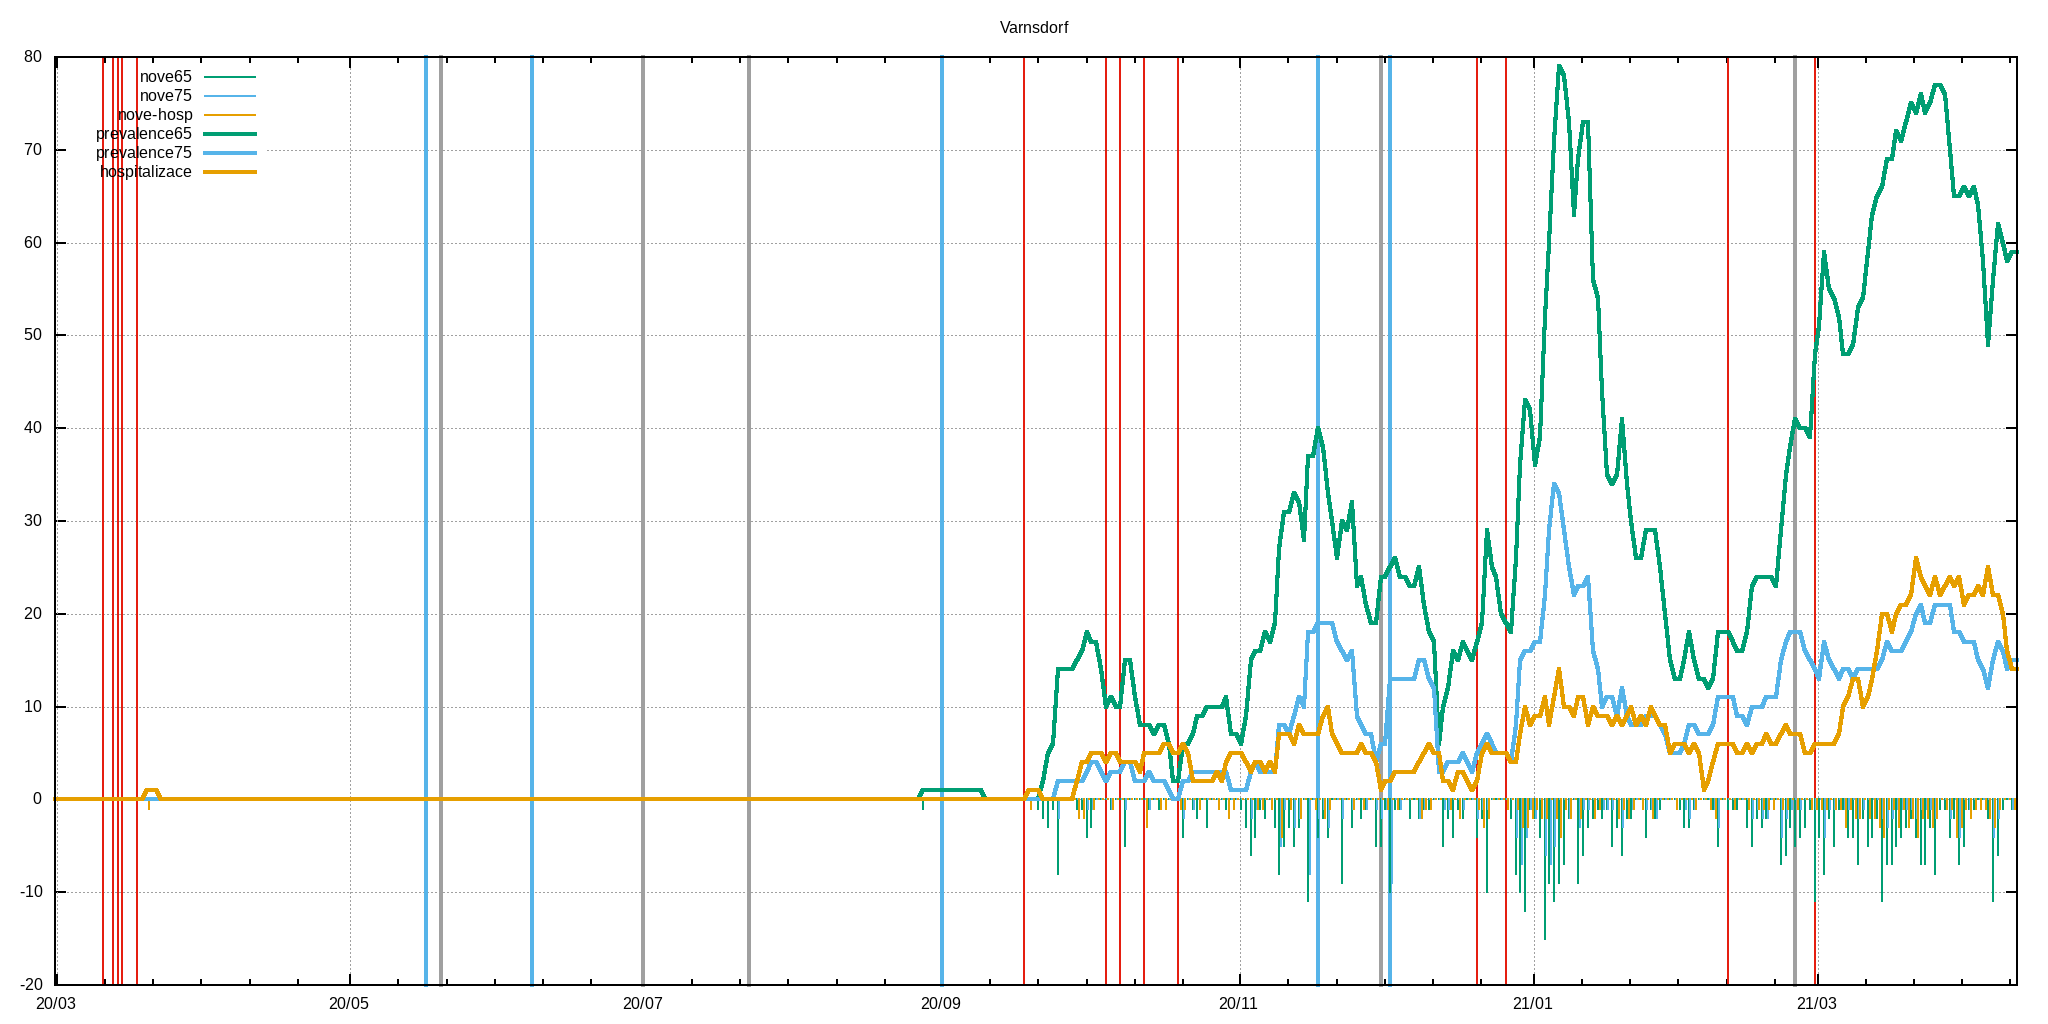 Varnsdorf
80
70
60
50
40
30
20
10
0
-10
-20
nove65
nove75
nove-hosp
prevalence65
prevalence75
hospitalizace
20/03 20/05 20/07 20/09 20/11 21/01 21/03